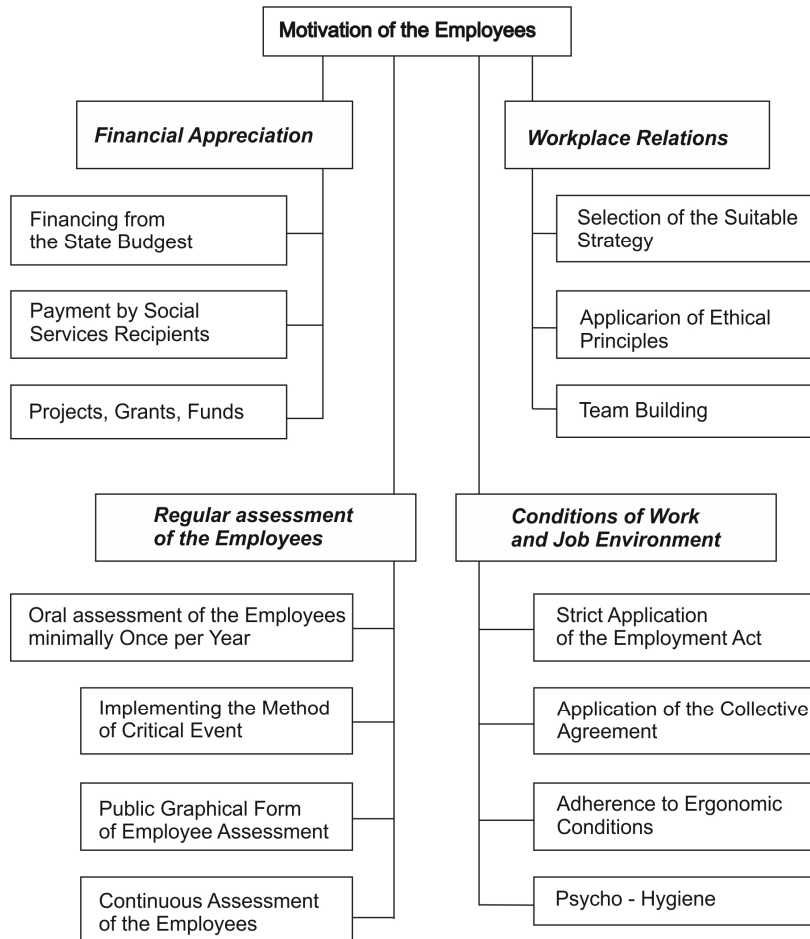 Motivation of the Employees
Financial Appreciation
Financing from
the State Budgest
Payment by Social
Services Recipients
Projects, Grants, Funds
Workplace Relations
Selection of the Suitable
Strategy
Applicarion of Ethical
Principles
Team Building
Regular assessment
of the Employees
Oral assessment of the Employees
minimally Once per Year
Implementing the Method
of Critical Event
Public Graphical Form
of Employee Assessment
Continuous Assessment
of the Employees
Conditions of Work
and Job Environment
Strict Application
of the Employment Act
Application of the Collective
Agreement
Adherence to Ergonomic
Conditions
Psycho - Hygiene